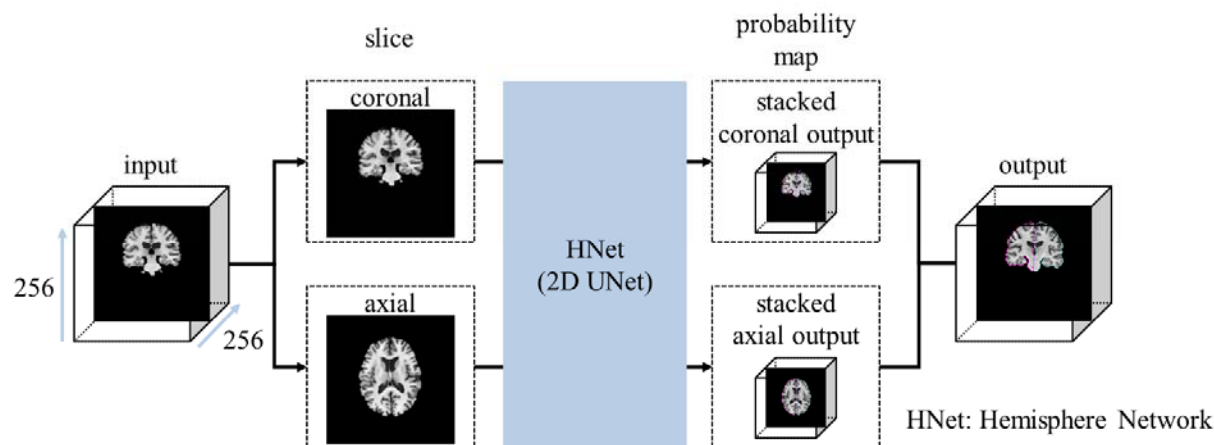 slice
probability
map
coronal
stacked
coronal output
input
output
256
256
HNet
(2D UNet)
axial
stacked
axial output
HNet: Hemisphere Network